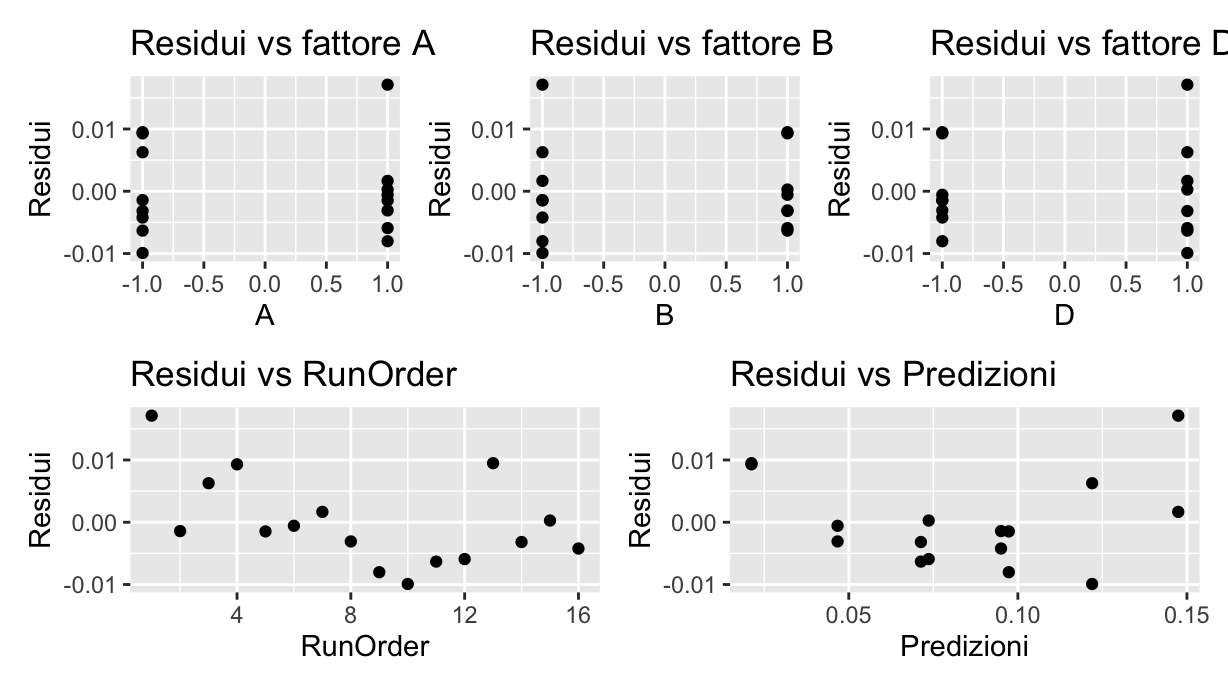 Residui vs fattore A
Residui
0.01
0.00
-0.01
-1.0 -0.5 0.0 0.5 1.0
A
Residui vs fattore B
Residui
0.01
0.00
-0.01
-1.0 -0.5 0.0 0.5 1.0
B
Residui vs fattore D
Residui
0.01
0.00
-0.01
-1.0 -0.5 0.0 0.5 1.0
D
Residui vs RunOrder
Residui
0.01
0.00
-0.01
4 8 12 16
RunOrder
Residui vs Predizioni
Residui
0.01
0.00
-0.01
0.05 0.10 0.15
Predizioni